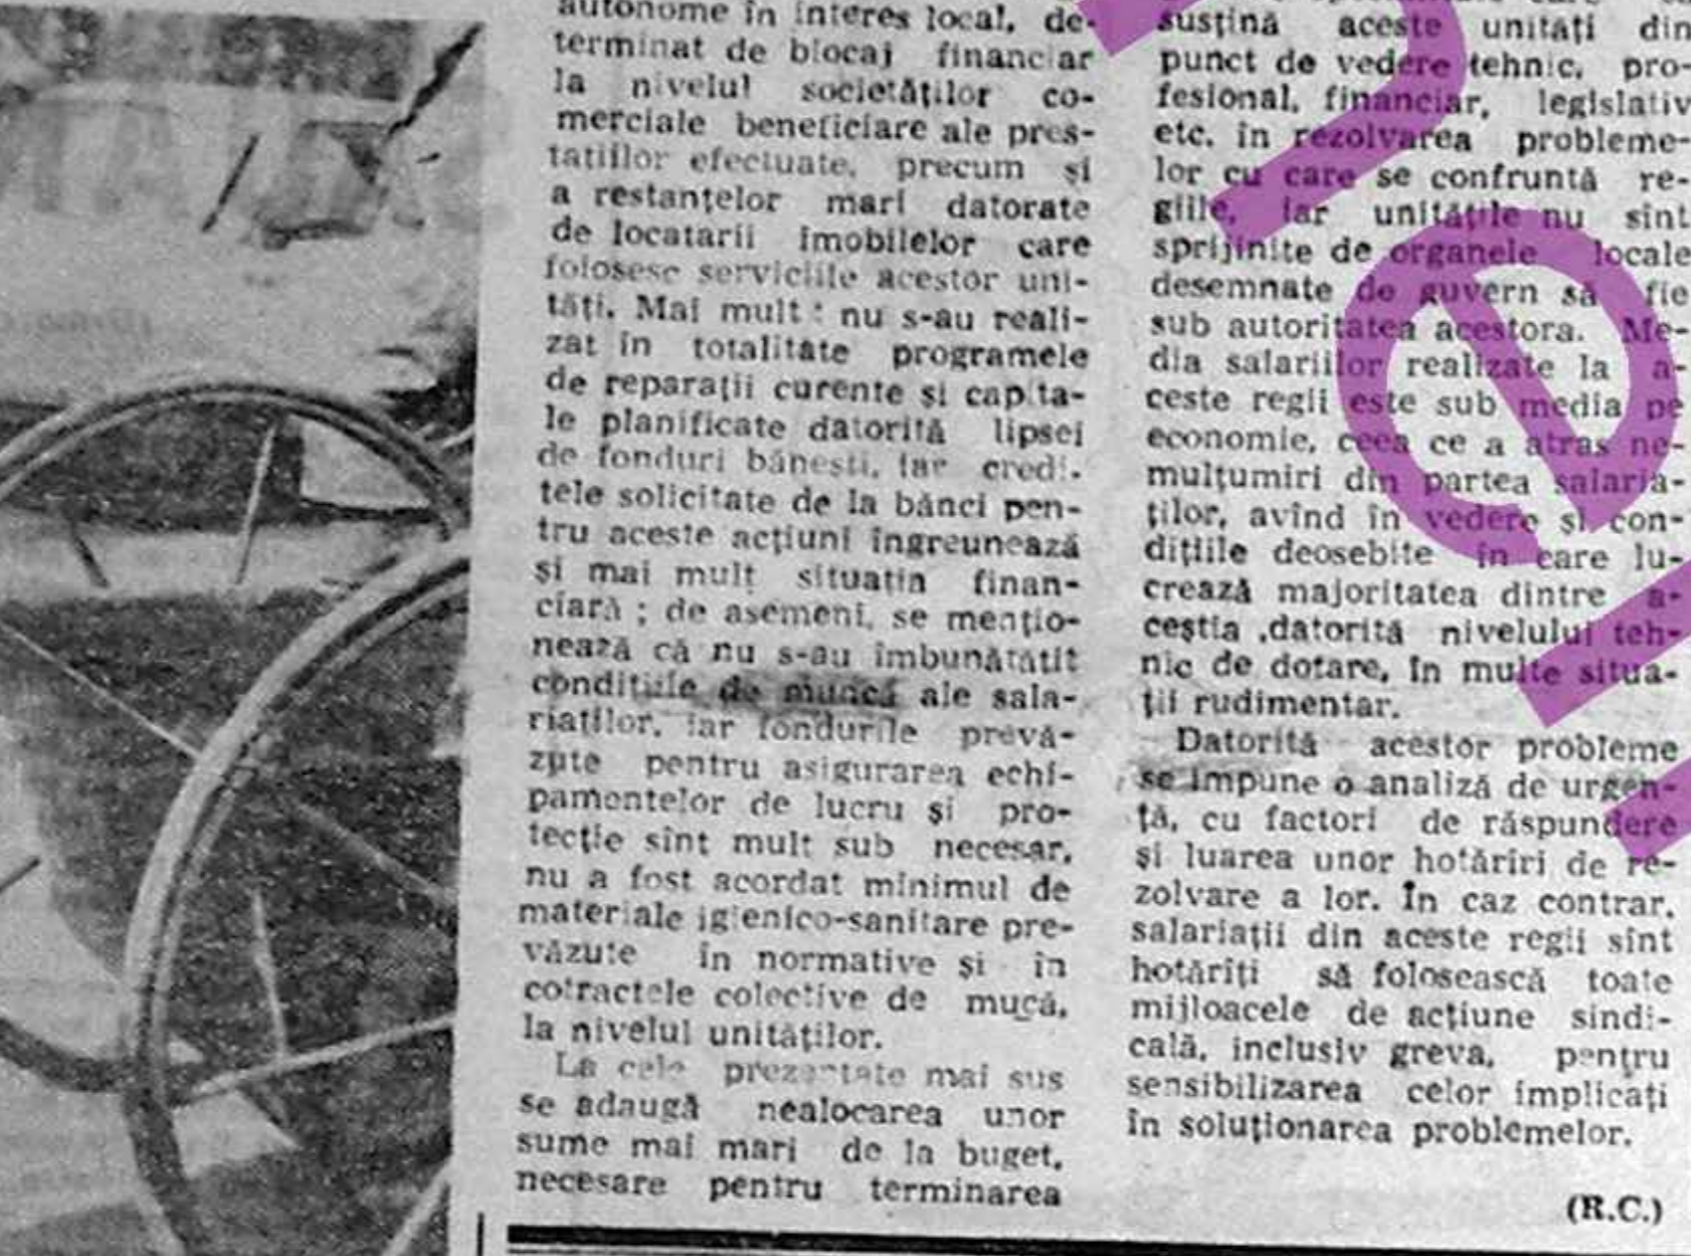 autonome în interes local, de-
terminat de blocaj financiar
la nivelul societăților co-
merciale beneficiare ale pres-
tațiilor efectuate, precum și
a restanțelor mari datorate
de locatarii imobilelor care
folosesc serviciile acestor uni-
tăți. Mai mult : nu s-au reali-
zat în totalitate programele
de reparații curente și capita-
le planificate datorită lipsei
de fonduri bănești, iar credi-
tele solicitate de la bănci pen-
tru aceste acțiuni îngreunează
și mai mult situația finan-
ciară ; de asemeni, se mențio-
nează că nu s-au îmbunătățit
condițiile de muncă ale sala-
riaților, iar fondurile prevă-
zute pentru asigurarea echi-
pamentelor de lucru și pro-
tecție sînt mult sub necesar,
nu a fost acordat minimul de
materiale igienico-sanitare pre-
văzute în normative și în
cotractele colective de mucă,
la nivelul unităților.
La cele prezentate mai sus
se adaugă nealocarea unor
sume mai mari de la buget,
necesare pentru terminarea
susțină aceste unități din
punct de vedere tehnic, pro-
fesional, financiar, legislativ
etc. în rezolvarea probleme-
lor cu care se confruntă re-
giile, iar unitățile nu sînt
sprijinite de organele locale
desemnate de guvern să fie
sub autoritatea acestora. Me-
dia salariilor realizate la a-
ceste regii este sub media pe
economie, ceea ce a atras ne-
mulțumiri din partea salaria-
ților, avînd în vedere și con-
dițiile deosebite în care lu-
crează majoritatea dintre a-
ceștia ,datorită nivelului teh-
nic de dotare, în multe situa-
ții rudimentar.
Datorită acestor probleme
se impune o analiză de urgen-
ță, cu factori de răspundere
și luarea unor hotărîri de re-
zolvare a lor. În caz contrar,
salariații din aceste regii sînt
hotărîți să folosească toate
mijloacele de acțiune sindi-
cală, inclusiv greva, pentru
sensibilizarea celor implicați
în soluționarea problemelor.
(R.C.)